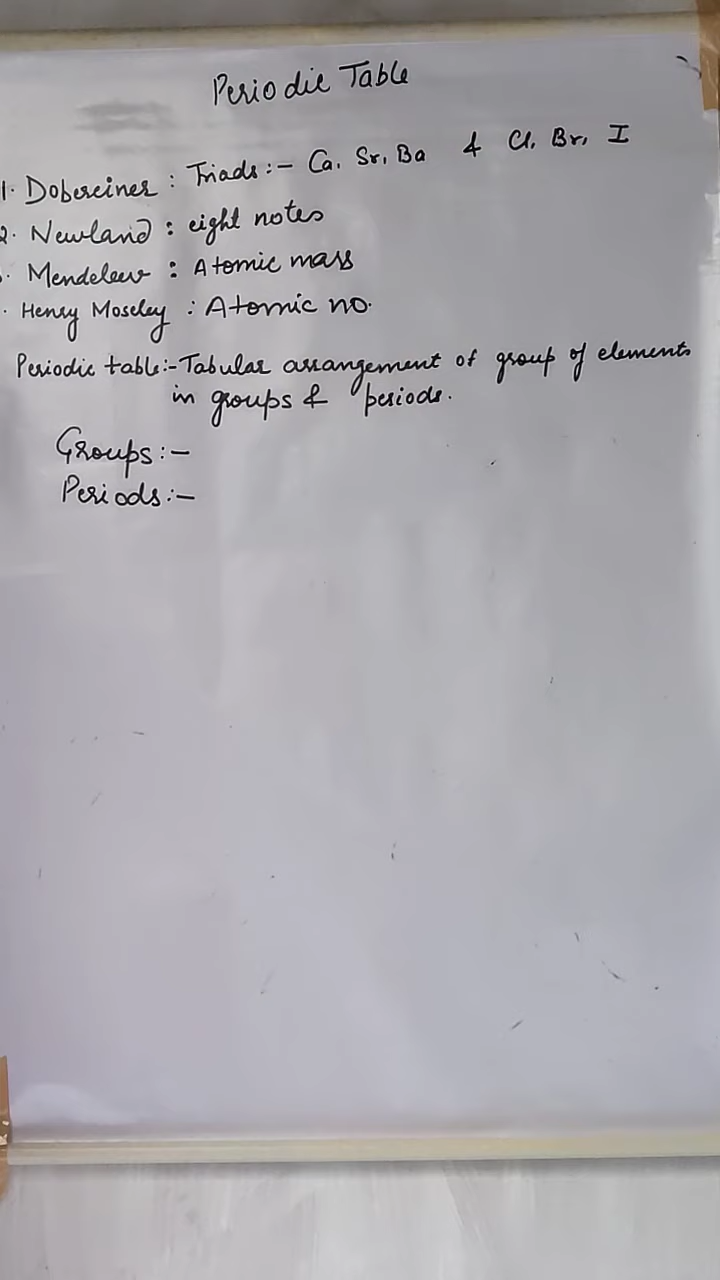 Periodic Table
1. Dobereiner : Triads :- Ca, Sr, Ba & Cl, Br, I
2. Newland : eight notes
. Mendeleev : Atomic mass
. Henry Moseley : Atomic no.
Periodic table :- Tabular arrangement of group of elements
in groups & periods.
Groups :-
Periods :-